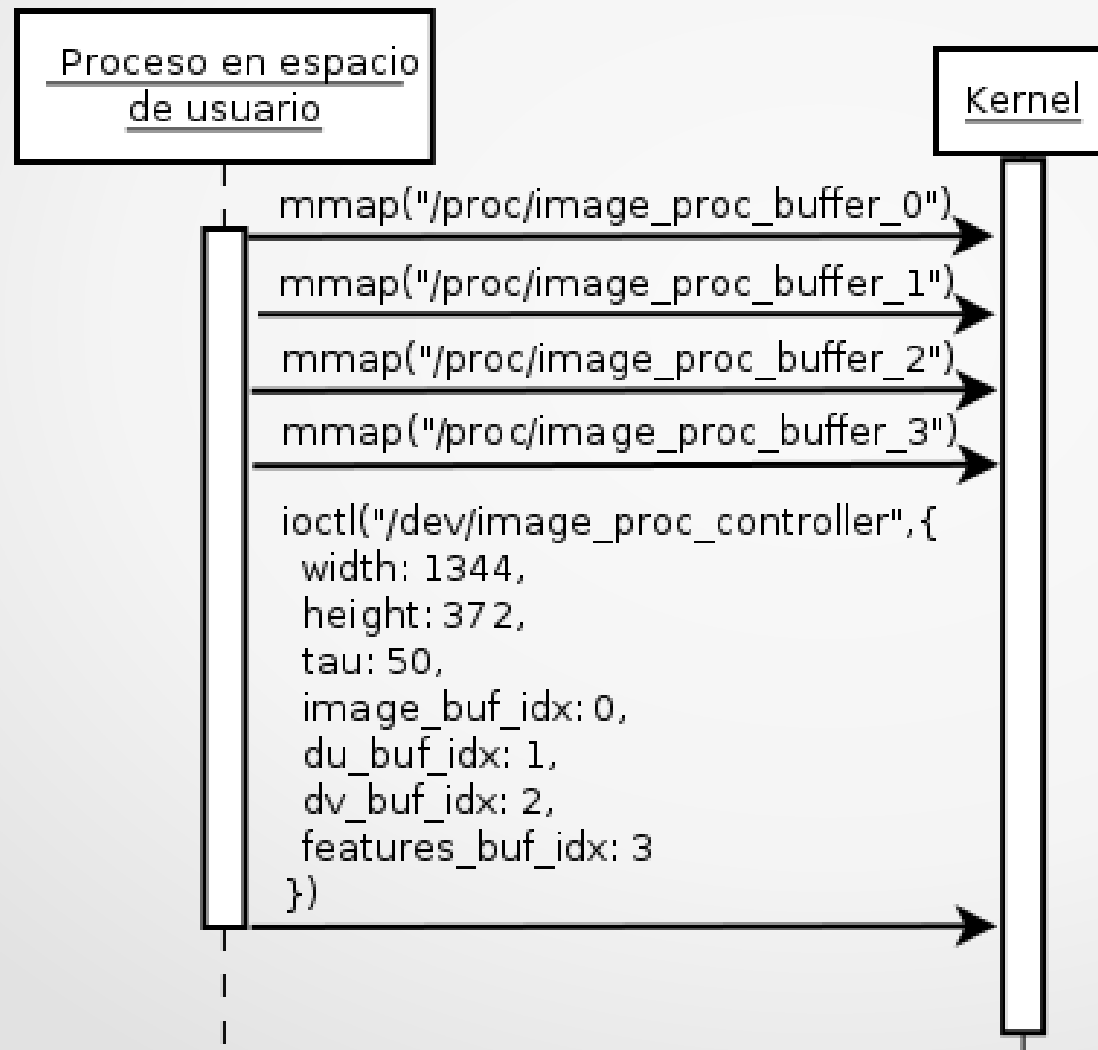 Proceso en espacio
de usuario
Kernel
mmap("/proc/image_proc_buffer_0")
mmap("/proc/image_proc_buffer_1")
mmap("/proc/image_proc_buffer_2")
mmap("/proc/image_proc_buffer_3")
ioctl("/dev/image_proc_controller",{
width: 1344,
height: 372,
tau: 50,
image_buf_idx: 0,
du_buf_idx: 1,
dv_buf_idx: 2,
features_buf_idx: 3
})